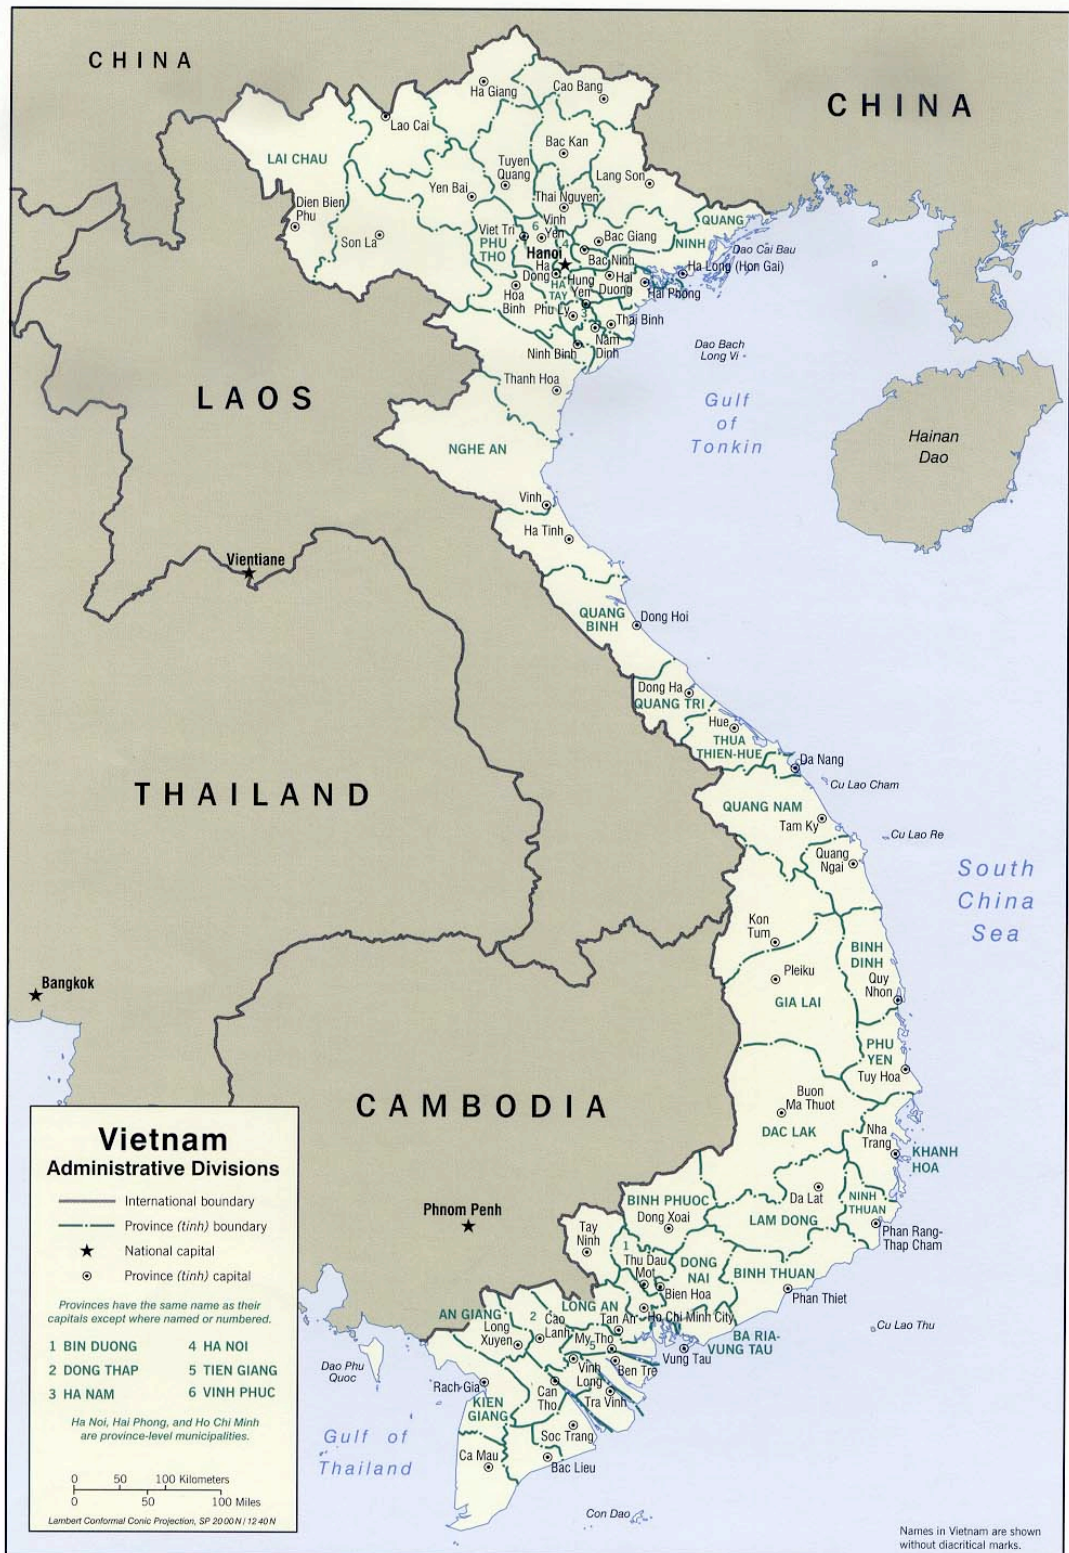 CHINA
CHINA
Ha Giang
Cao Bang
Lao Cai
LAI CHAU
Bac Kan
Tuyen
Quang
Lang Son
Yen Bai
Thai Nguyen
Dien Bien
Phu
Son La
Viet Tri
6
Vinh
Yen
PHU
THO
4
Bac Giang
QUANG
NINH
Dao Cai Bau
Hanoi
Bac Ninh
Ha Long (Hon Gai)
Ha
Dong
HA
TAY
Hung
Yen
Hai
Duong
Hai Phong
Hoa
Binh
Phu Ly
3
Thai Binh
Nam
Dinh
Ninh Binh
Dao Bach
Long Vi
Thanh Hoa
LAOS
Gulf
of
Tonkin
Hainan
Dao
NGHE AN
Vinh
Ha Tinh
Vientiane
QUANG
BINH
Dong Hoi
Dong Ha
QUANG TRI
Hue
THUA
THIEN-HUE
Da Nang
Cu Lao Cham
THAILAND
QUANG NAM
Tam Ky
Cu Lao Re
Quang
Ngai
South
China
Sea
Kon
Tum
BINH
DINH
Pleiku
Quy
Nhon
GIA LAI
Bangkok
PHU
YEN
Tuy Hoa
CAMBODIA
Buon
Ma Thuot
DAC LAK
Nha
Trang
KHANH
HOA
Phnom Penh
BINH PHUOC
Dong Xoai
Da Lat
NINH
THUAN
LAM DONG
Phan Rang-
Thap Cham
Tay
Ninh
1
Thu Dau
Mot
DONG
NAI
BINH THUAN
Bien Hoa
Phan Thiet
AN GIANG
2
LONG AN
Long
Xuyen
Cao
Lanh
Tan An
Ho Chi Minh City
BA RIA-
VUNG TAU
Cu Lao Thu
My Tho
5
Vung Tau
Dao Phu
Quoc
Rach Gia
Vinh
Long
Ben Tre
Can
Tho
Tra Vinh
KIEN
GIANG
Soc Trang
Gulf of
Thailand
Ca Mau
Bac Lieu
Con Dao
Vietnam
Administrative Divisions
International boundary
Province (tinh) boundary
National capital
Province (tinh) capital
Provinces have the same name as their
capitals except where named or numbered.
1 BIN DUONG
4 HA NOI
2 DONG THAP
5 TIEN GIANG
3 HA NAM
6 VINH PHUC
Ha Noi, Hai Phong, and Ho Chi Minh
are province-level municipalities.
0 50 100 Kilometers
0 50 100 Miles
Lambert Conformal Conic Projection, SP 20 00 N / 12 40 N
Names in Vietnam are shown
without diacritical marks.